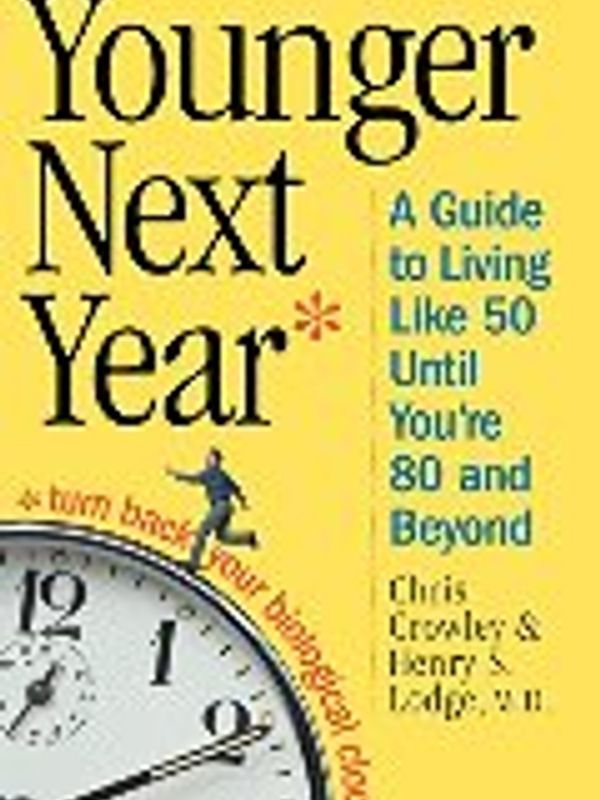 Younger
Next
Year*
A Guide
to Living
Like 50
Until
You're
80 and
Beyond
* turn back your biological cloc
Chris
Crowley &
Henry S.
Lodge, M.D.
12
1
2